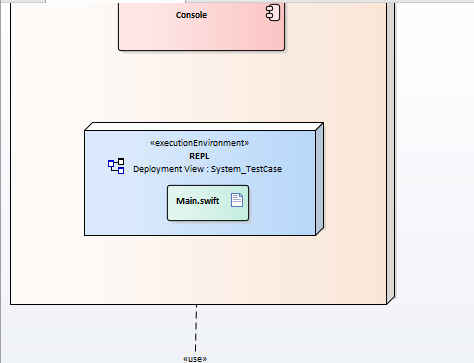 Console
«executionEnvironment»
REPL
Deployment View : System_TestCase
Main.swift
«use»